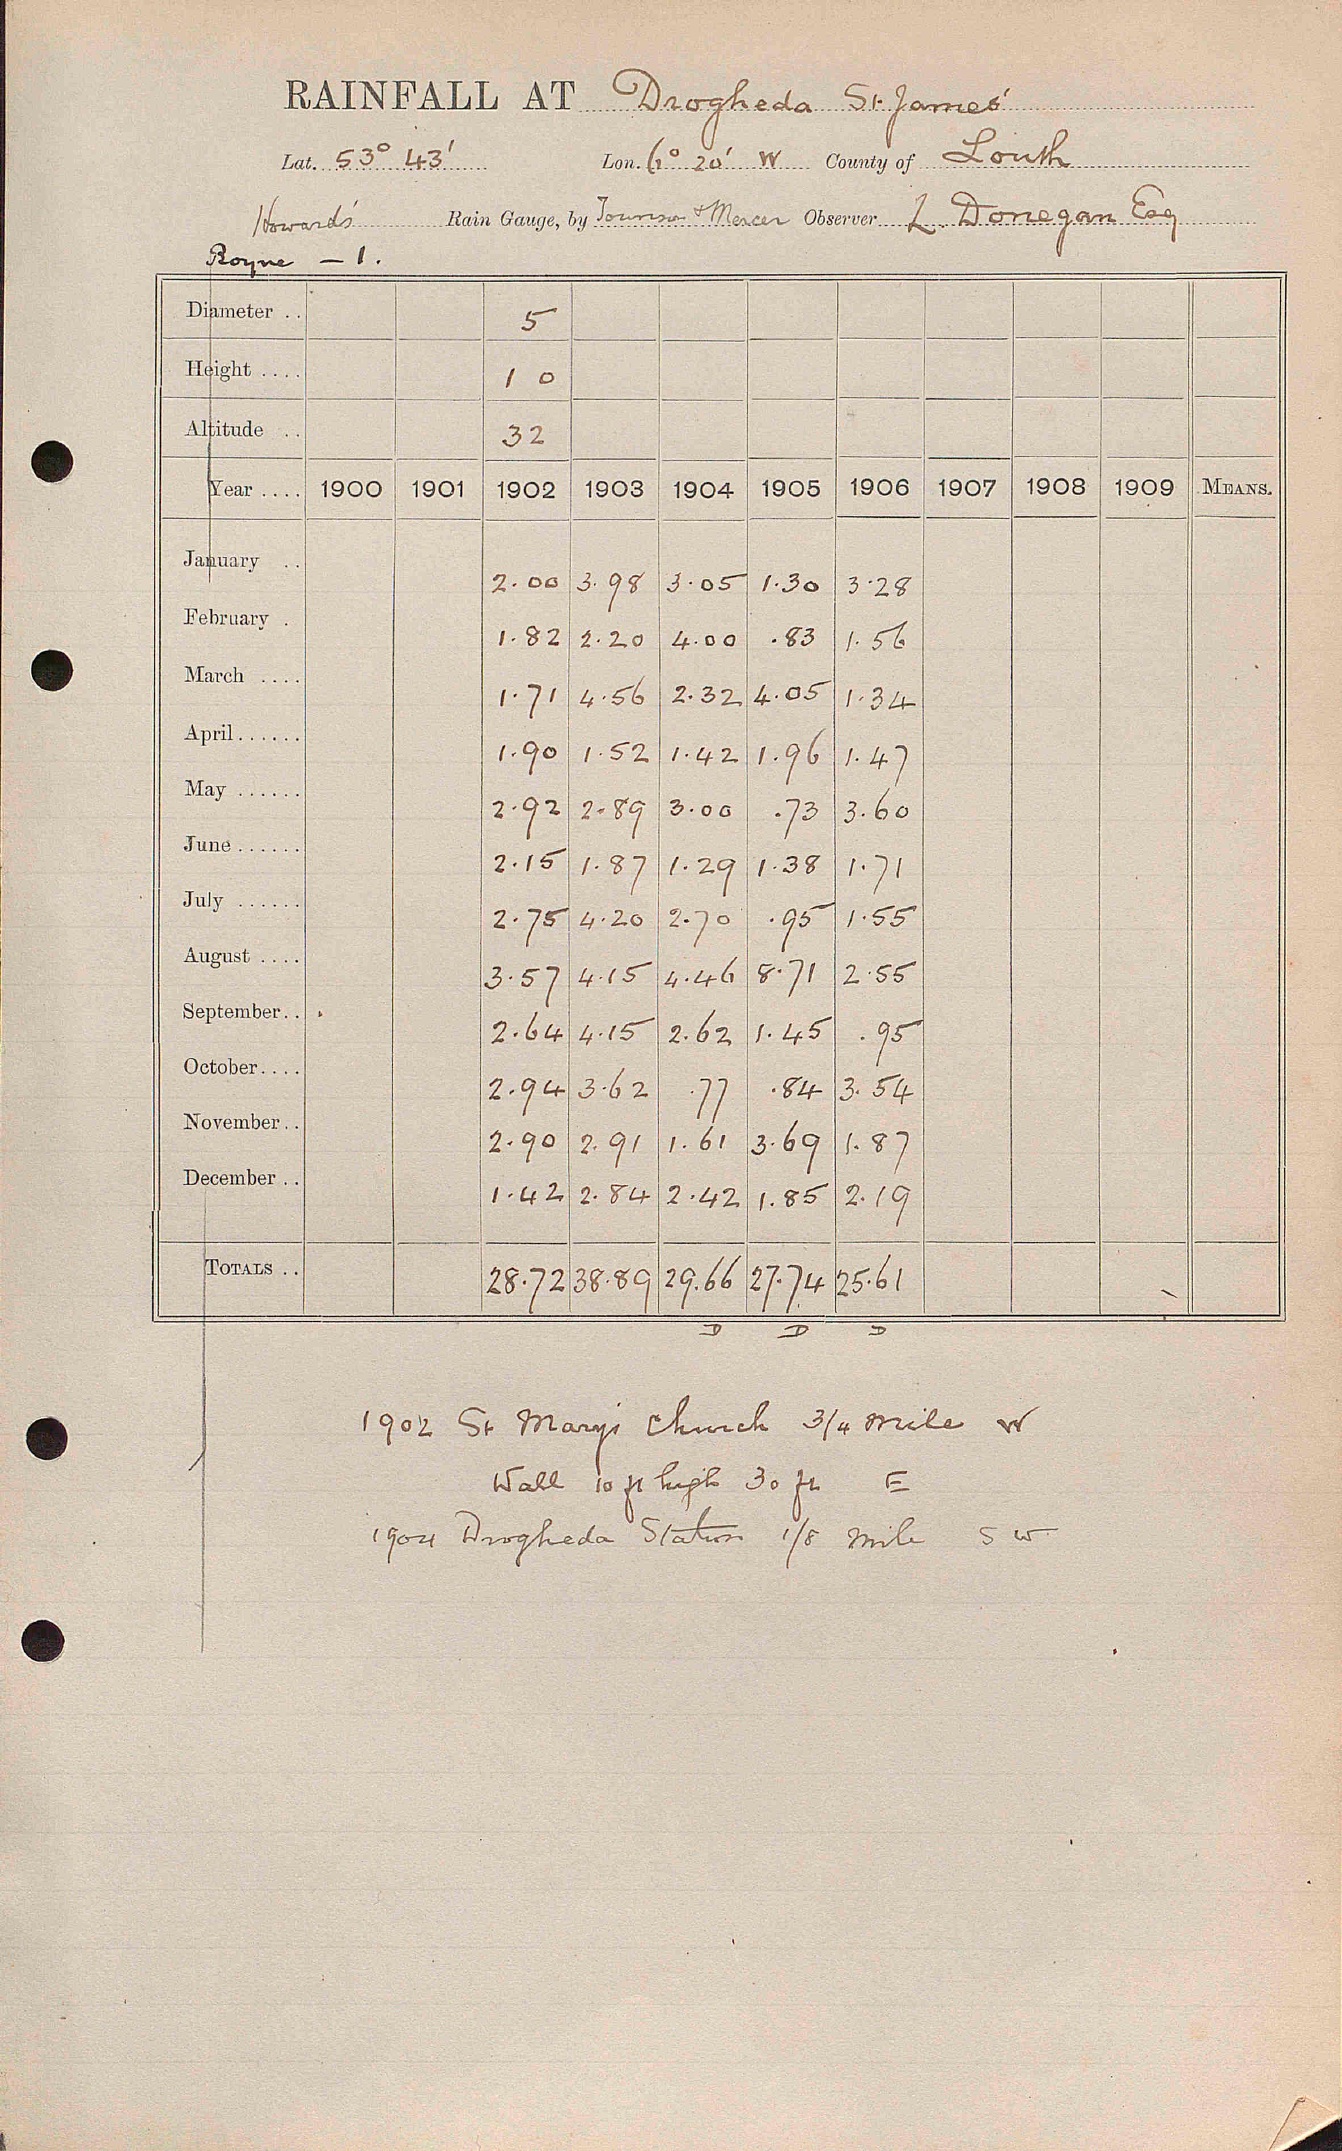 RAINFALL AT Drogheda St James'
Lat. 53° 43' Lon. 6° 20' W County of Louth
Howard's Rain Gauge, by Townson & Mercer Observer L. Donegan Esq
Boyne - 1.
Diameter .. 5
Height .... 1 0
Altitude .. 32
Year .... 1900 1901 1902 1903 1904 1905 1906 1907 1908 1909 MEANS.
January .. 2.00 3.98 3.05 1.30 3.28
February . 1.82 2.20 4.00 .83 1.56
March .... 1.71 4.56 2.32 4.05 1.34
April...... 1.90 1.52 1.42 1.96 1.47
May ...... 2.92 2.89 3.00 .73 3.60
June...... 2.15 1.87 1.29 1.38 1.71
July ...... 2.75 4.20 2.70 .95 1.55
August .... 3.57 4.15 4.46 8.71 2.55
September.. 2.64 4.15 2.62 1.45 .95
October.... 2.94 3.62 .77 .84 3.54
November.. 2.90 2.91 1.61 3.69 1.87
December .. 1.42 2.84 2.42 1.85 2.19
TOTALS .. 28.72 38.89 29.66 27.74 25.61
D D D
1902 St Mary's Church 3/4 mile W
Wall 10 ft high 30 ft E
1904 Drogheda Station 1/8 mile S W